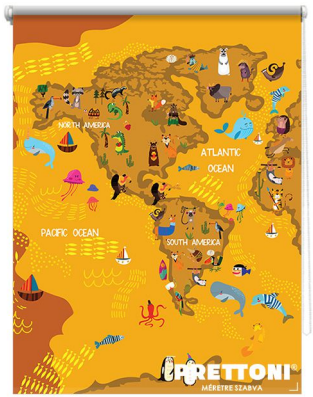 NORTH AMERICA
ATLANTIC
OCEAN
PACIFIC OCEAN
SOUTH AMERICA
PRETTONI®
MÉRETRE SZABVA